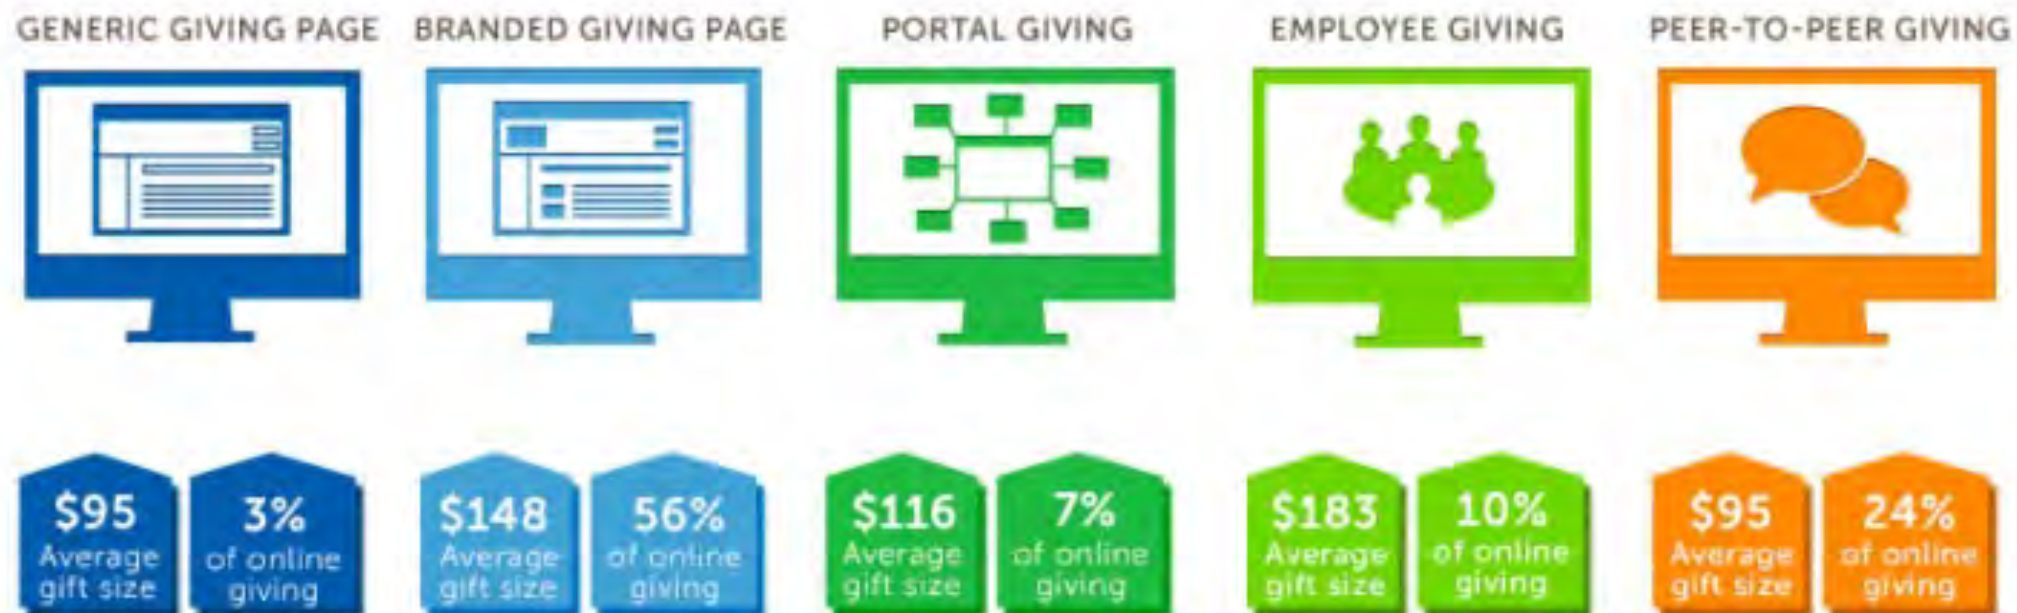 GENERIC GIVING PAGE
BRANDED GIVING PAGE
PORTAL GIVING
EMPLOYEE GIVING
PEER-TO-PEER GIVING
$95
Average
gift size
3%
of online
giving
$148
Average
gift size
56%
of online
giving
$116
Average
gift size
7%
of online
giving
$183
Average
gift size
10%
of online
giving
$95
Average
gift size
24%
of online
giving